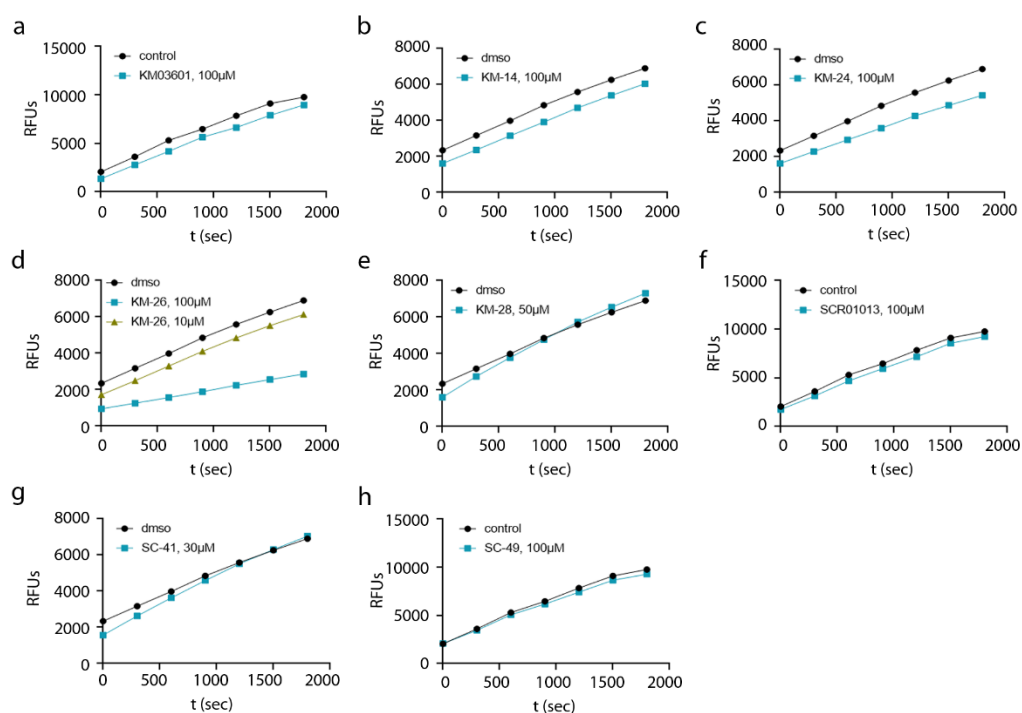 a
15000
10000
5000
0
RFUs
control
KM03601, 100µM
0 500 1000 1500 2000
t (sec)
b
8000
6000
4000
2000
0
RFUs
dmso
KM-14, 100µM
0 500 1000 1500 2000
t (sec)
c
8000
6000
4000
2000
0
RFUs
dmso
KM-24, 100µM
0 500 1000 1500 2000
t (sec)
d
8000
6000
4000
2000
0
RFUs
dmso
KM-26, 100µM
KM-26, 10µM
0 500 1000 1500 2000
t (sec)
e
8000
6000
4000
2000
0
RFUs
dmso
KM-28, 50µM
0 500 1000 1500 2000
t (sec)
f
15000
10000
5000
0
RFUs
control
SCR01013, 100µM
0 500 1000 1500 2000
t (sec)
g
8000
6000
4000
2000
0
RFUs
dmso
SC-41, 30µM
0 500 1000 1500 2000
t (sec)
h
15000
10000
5000
0
RFUs
control
SC-49, 100µM
0 500 1000 1500 2000
t (sec)